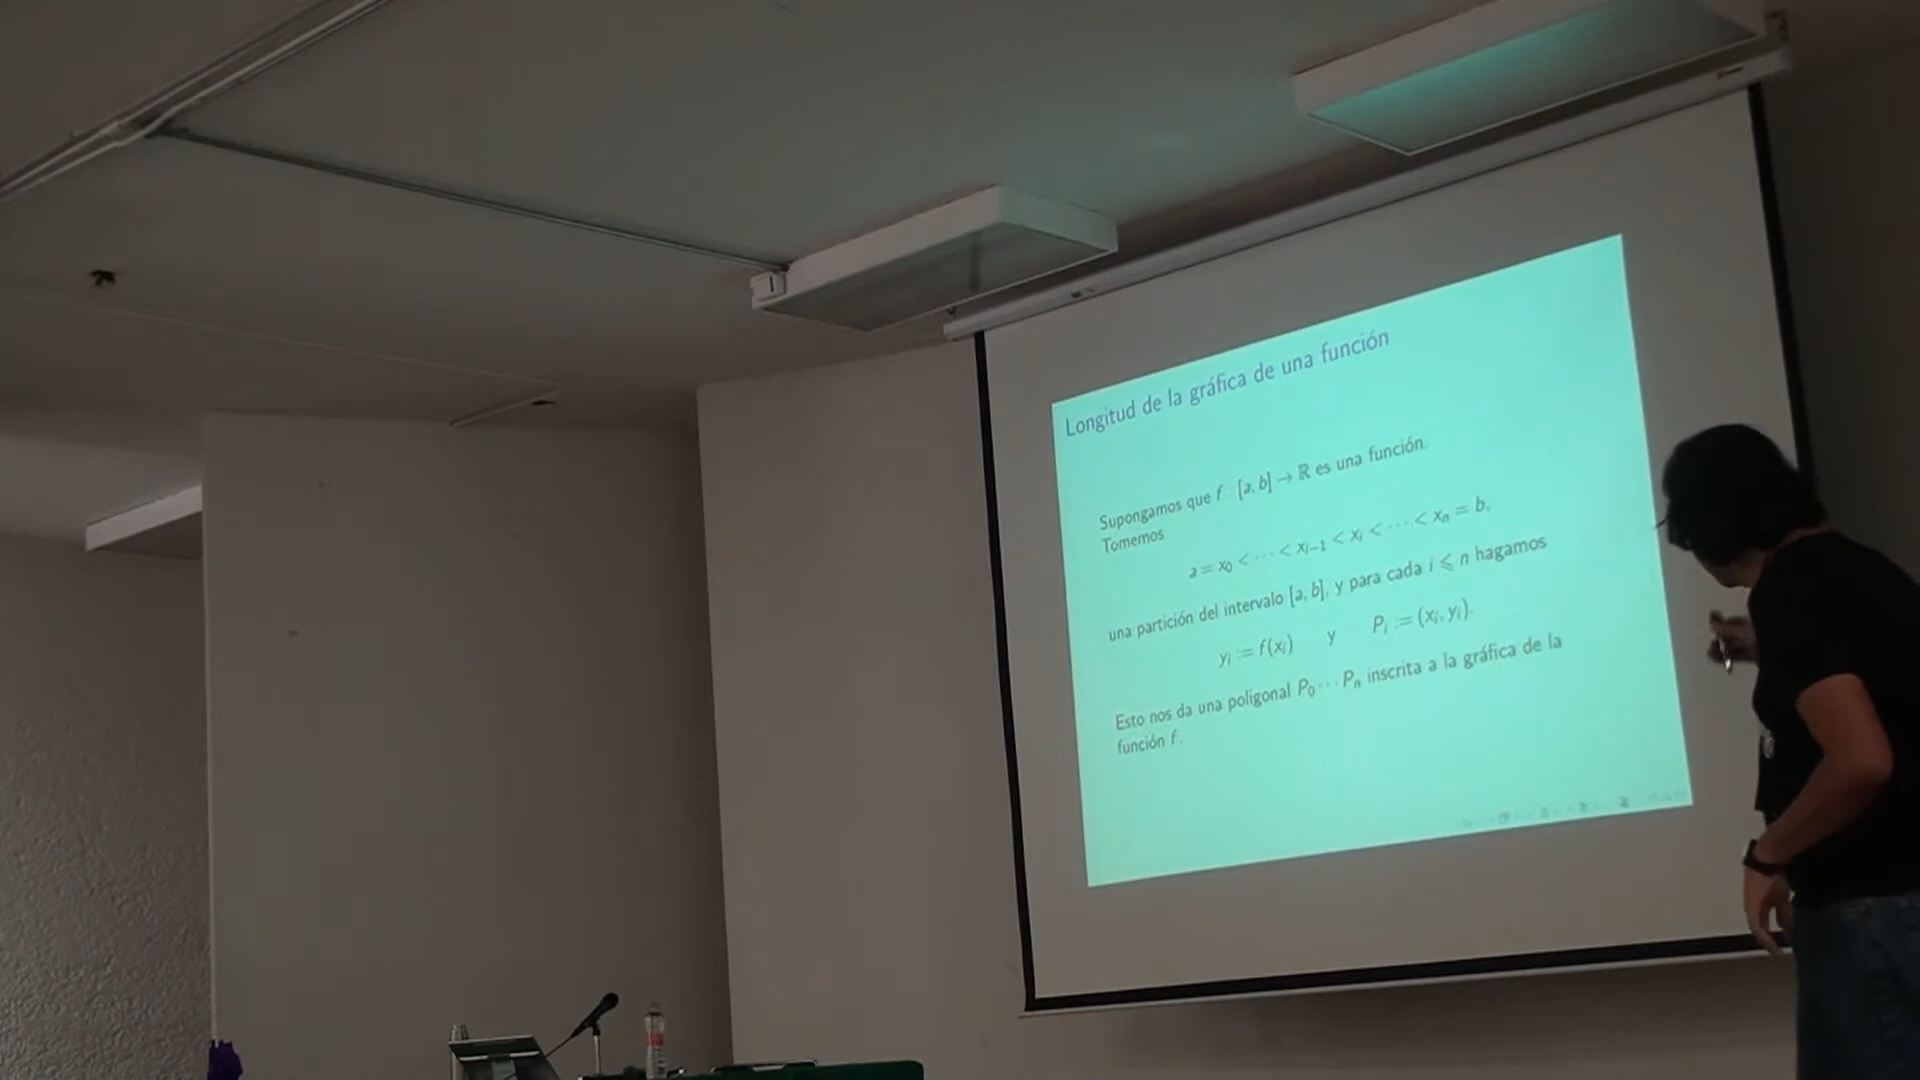 Longitud de la gráfica de una función
Supongamos que f : [a, b] → ℝ es una función.
Tomemos
a = x₀ < ··· < xᵢ₋₁ < xᵢ < ··· < xₙ = b,
una partición del intervalo [a, b], y para cada i ⩽ n hagamos
yᵢ := f(xᵢ) y Pᵢ := (xᵢ, yᵢ).
Esto nos da una poligonal P₀ ··· Pₙ inscrita a la gráfica de la
función f.